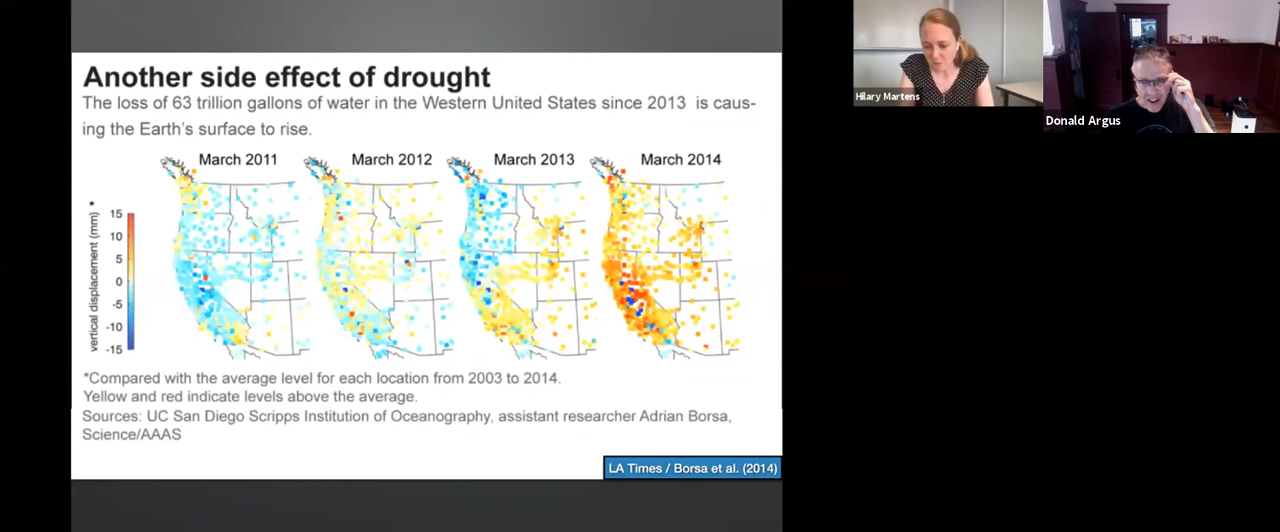 Another side effect of drought
The loss of 63 trillion gallons of water in the Western United States since 2013 is caus-
ing the Earth's surface to rise.
March 2011
March 2012
March 2013
March 2014
vertical displacement (mm) *
15
10
5
0
-5
-10
-15
*Compared with the average level for each location from 2003 to 2014.
Yellow and red indicate levels above the average.
Sources: UC San Diego Scripps Institution of Oceanography, assistant researcher Adrian Borsa,
Science/AAAS
LA Times / Borsa et al. (2014)
Hilary Martens
Donald Argus